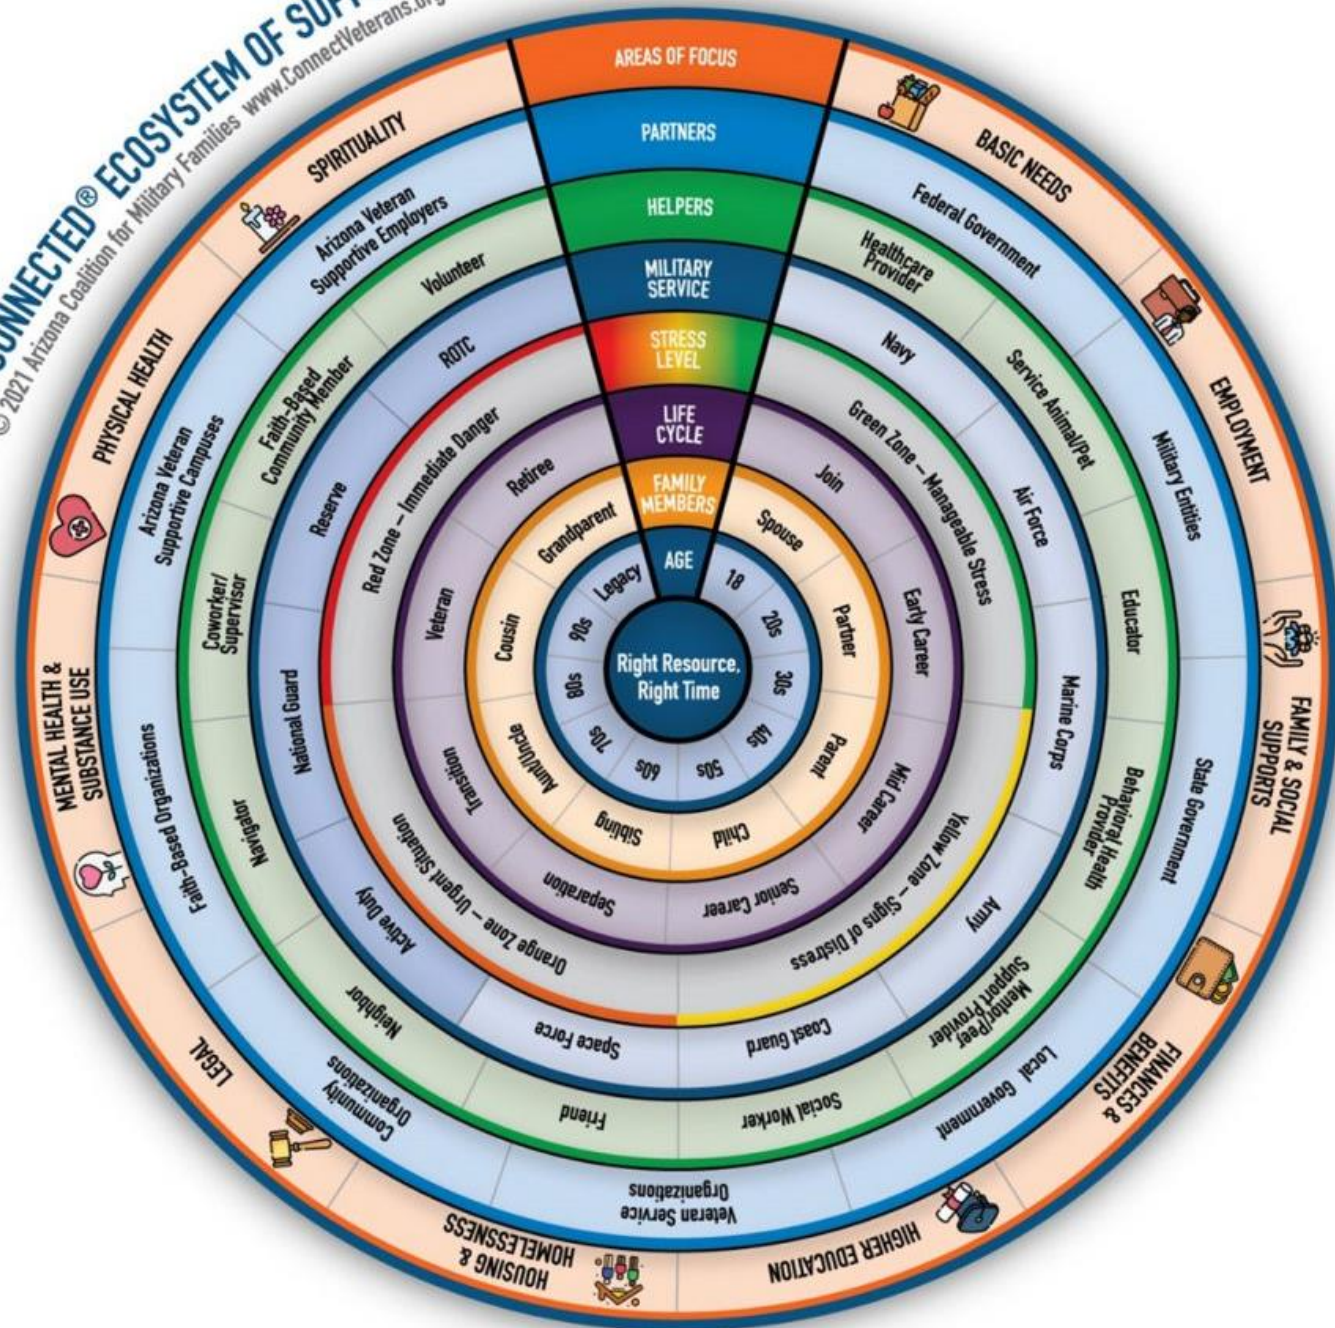 CONNECTED® ECOSYSTEM OF
© 2021 Arizona Coalition for Military Families www.ConnectVeterans.org
AREAS OF FOCUS
BASIC NEEDS
EMPLOYMENT
FAMILY & SOCIAL
SUPPORTS
FINANCES &
BENEFITS
HIGHER EDUCATION
HOUSING &
HOMELESSNESS
LEGAL
MENTAL HEALTH &
SUBSTANCE USE
PHYSICAL HEALTH
SPIRITUALITY
PARTNERS
Federal Government
Military Entities
State Government
Local Government
Veteran Service
Organizations
Community
Organizations
Faith-Based Organizations
Arizona Veteran
Supportive Campuses
Arizona Veteran
Supportive Employers
HELPERS
Healthcare
Provider
Service Animal/Pet
Educator
Behavioral Health
Provider
Mentor/Peer
Support Provider
Social Worker
Friend
Neighbor
Navigator
Coworker/
Supervisor
Faith-Based
Community Member
Volunteer
MILITARY
SERVICE
Navy
Air Force
Marine Corps
Army
Coast Guard
Space Force
Active Duty
National Guard
Reserve
ROTC
STRESS
LEVEL
Green Zone – Manageable Stress
Yellow Zone – Signs of Distress
Orange Zone – Urgent Situation
Red Zone – Immediate Danger
LIFE
CYCLE
Join
Early Career
Mid Career
Senior Career
Separation
Transition
Veteran
Retiree
FAMILY
MEMBERS
Spouse
Partner
Parent
Child
Sibling
Aunt/Uncle
Cousin
Grandparent
AGE
18
20s
30s
40s
50s
60s
70s
80s
90s
Legacy
Right Resource,
Right Time